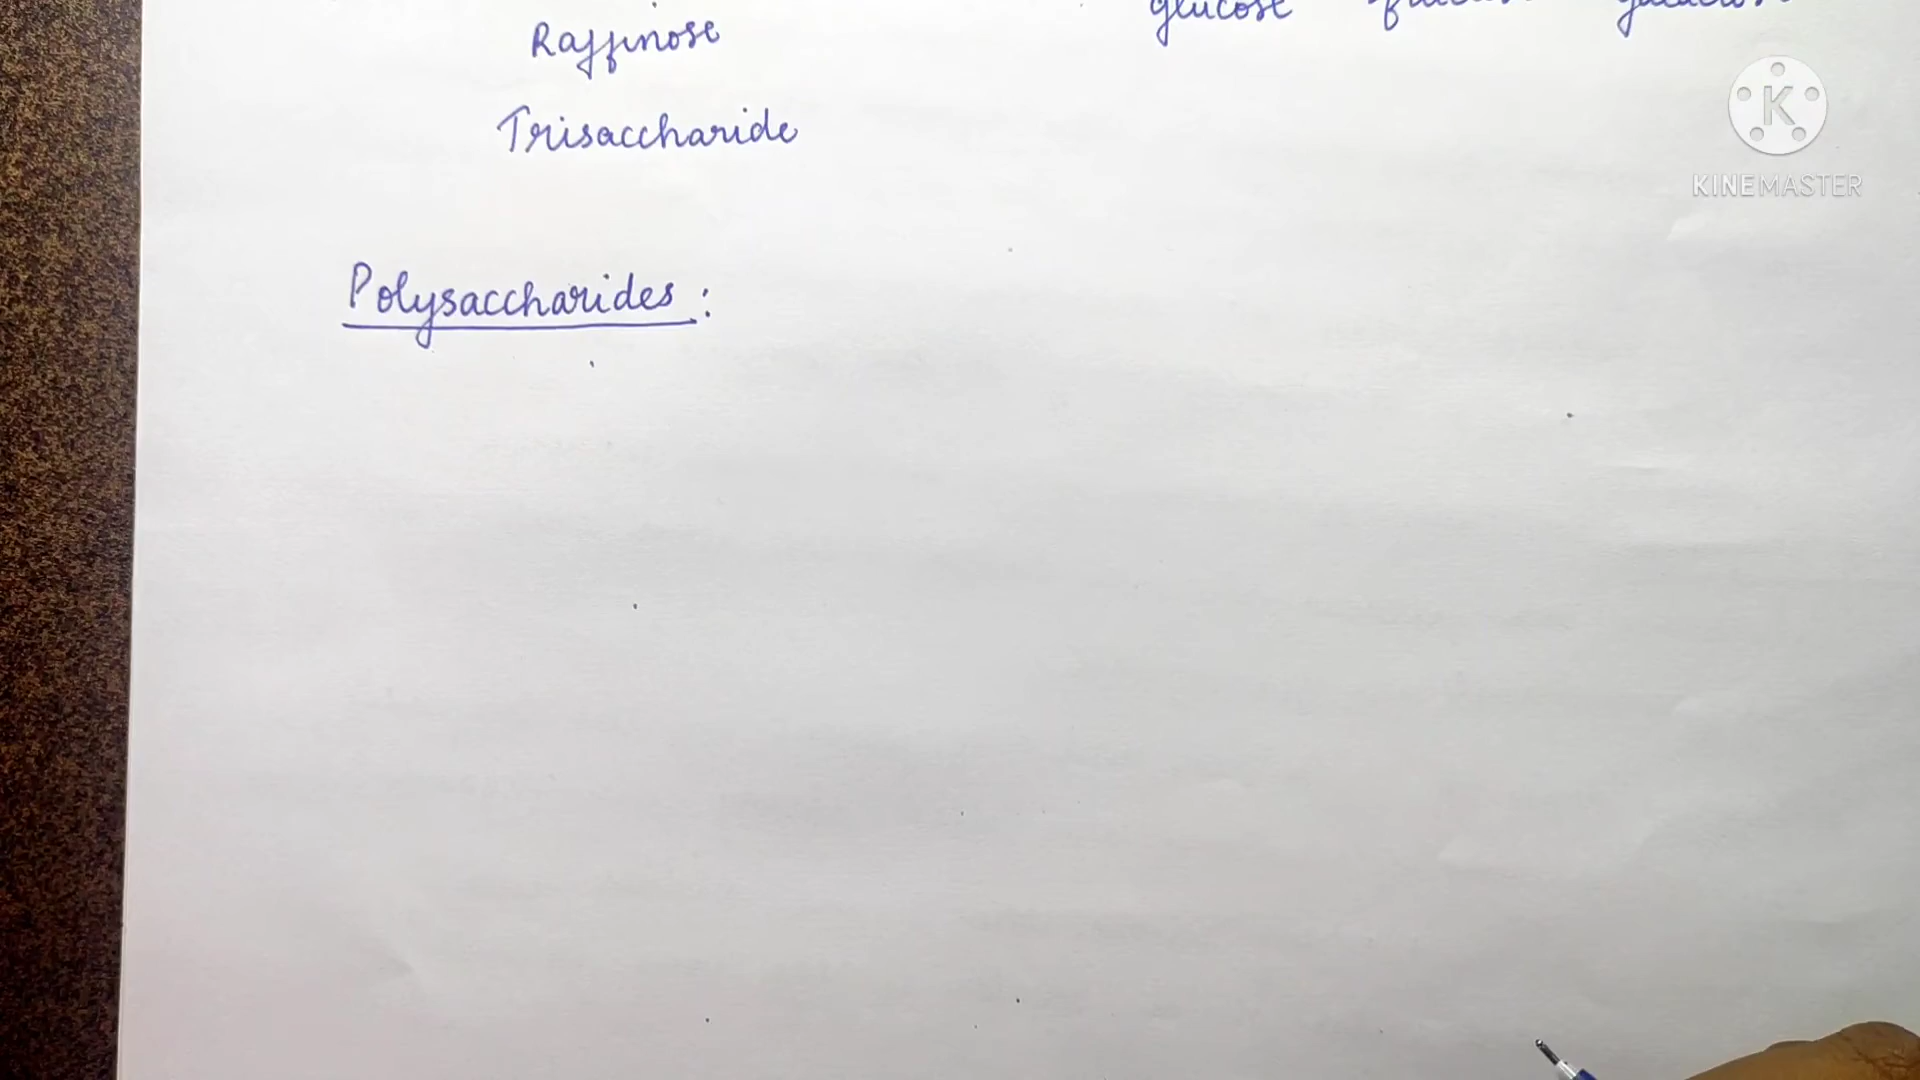 glucose
Raffinose
Trisaccharide
K
KINEMASTER
Polysaccharides :